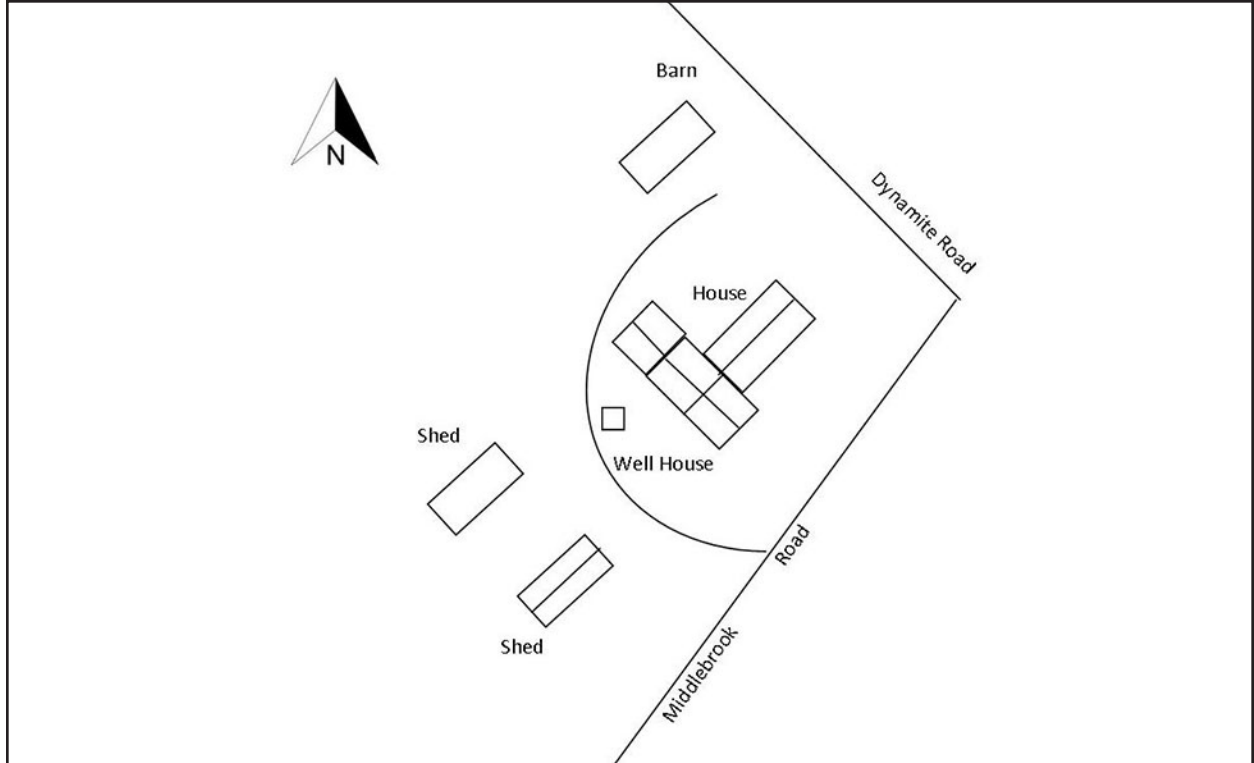 Barn
N
Dynamite Road
House
Shed
Well House
Middlebrook Road
Shed